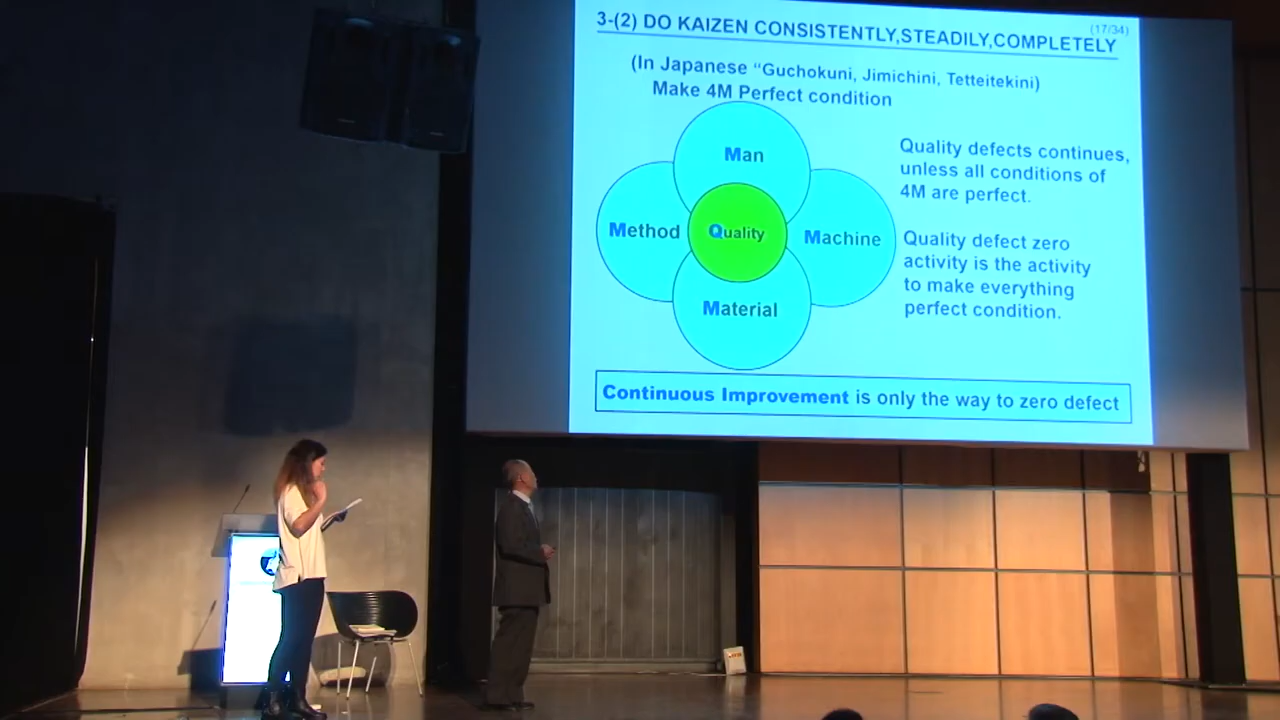 (17/34)
3-(2) DO KAIZEN CONSISTENTLY,STEADILY,COMPLETELY
(In Japanese “Guchokuni, Jimichini, Tetteitekini)
Make 4M Perfect condition
Man
Method
Quality
Machine
Material
Quality defects continues,
unless all conditions of
4M are perfect.
Quality defect zero
activity is the activity
to make everything
perfect condition.
Continuous Improvement is only the way to zero defect